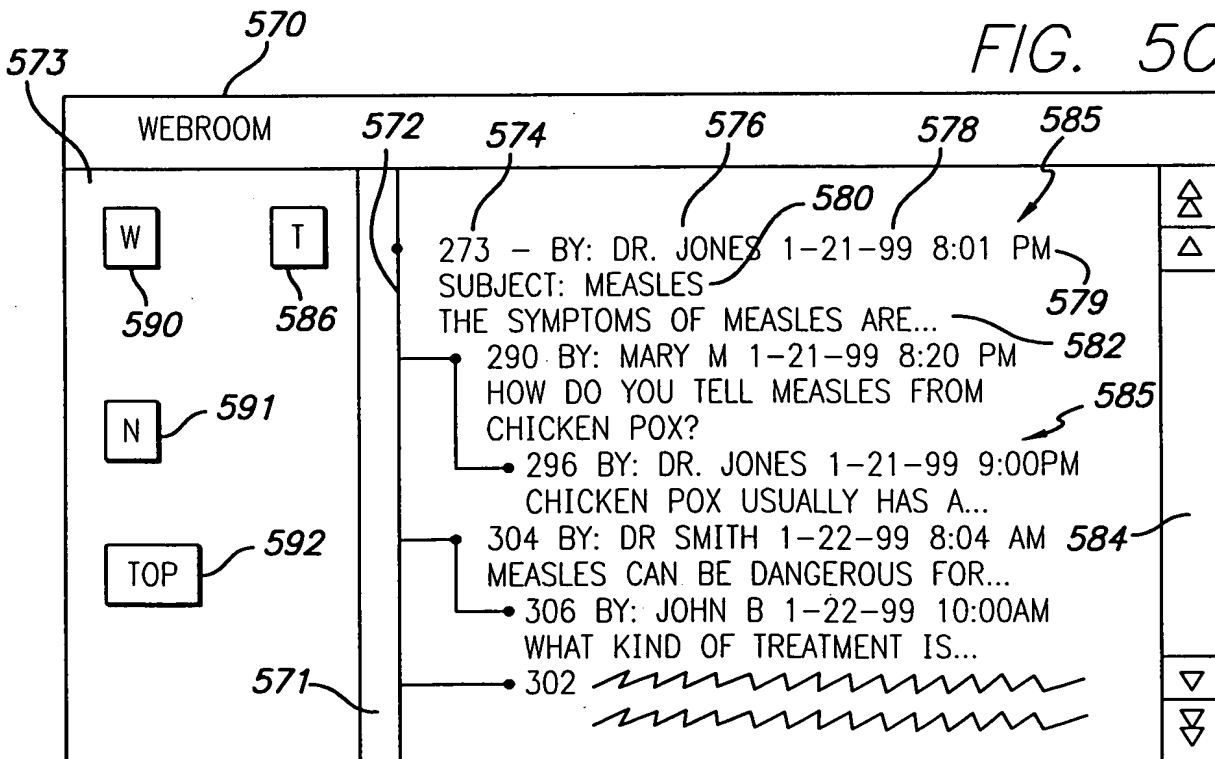 570
573
FIG. 5C
WEBROOM
572
574
576
578
585
580
W
T
590
586
273 – BY: DR. JONES 1–21–99 8:01 PM
579
SUBJECT: MEASLES
THE SYMPTOMS OF MEASLES ARE...
582
290 BY: MARY M 1–21–99 8:20 PM
HOW DO YOU TELL MEASLES FROM
CHICKEN POX?
585
N
591
296 BY: DR. JONES 1–21–99 9:00PM
CHICKEN POX USUALLY HAS A...
304 BY: DR SMITH 1–22–99 8:04 AM
584
MEASLES CAN BE DANGEROUS FOR...
TOP
592
306 BY: JOHN B 1–22–99 10:00AM
WHAT KIND OF TREATMENT IS...
571
302